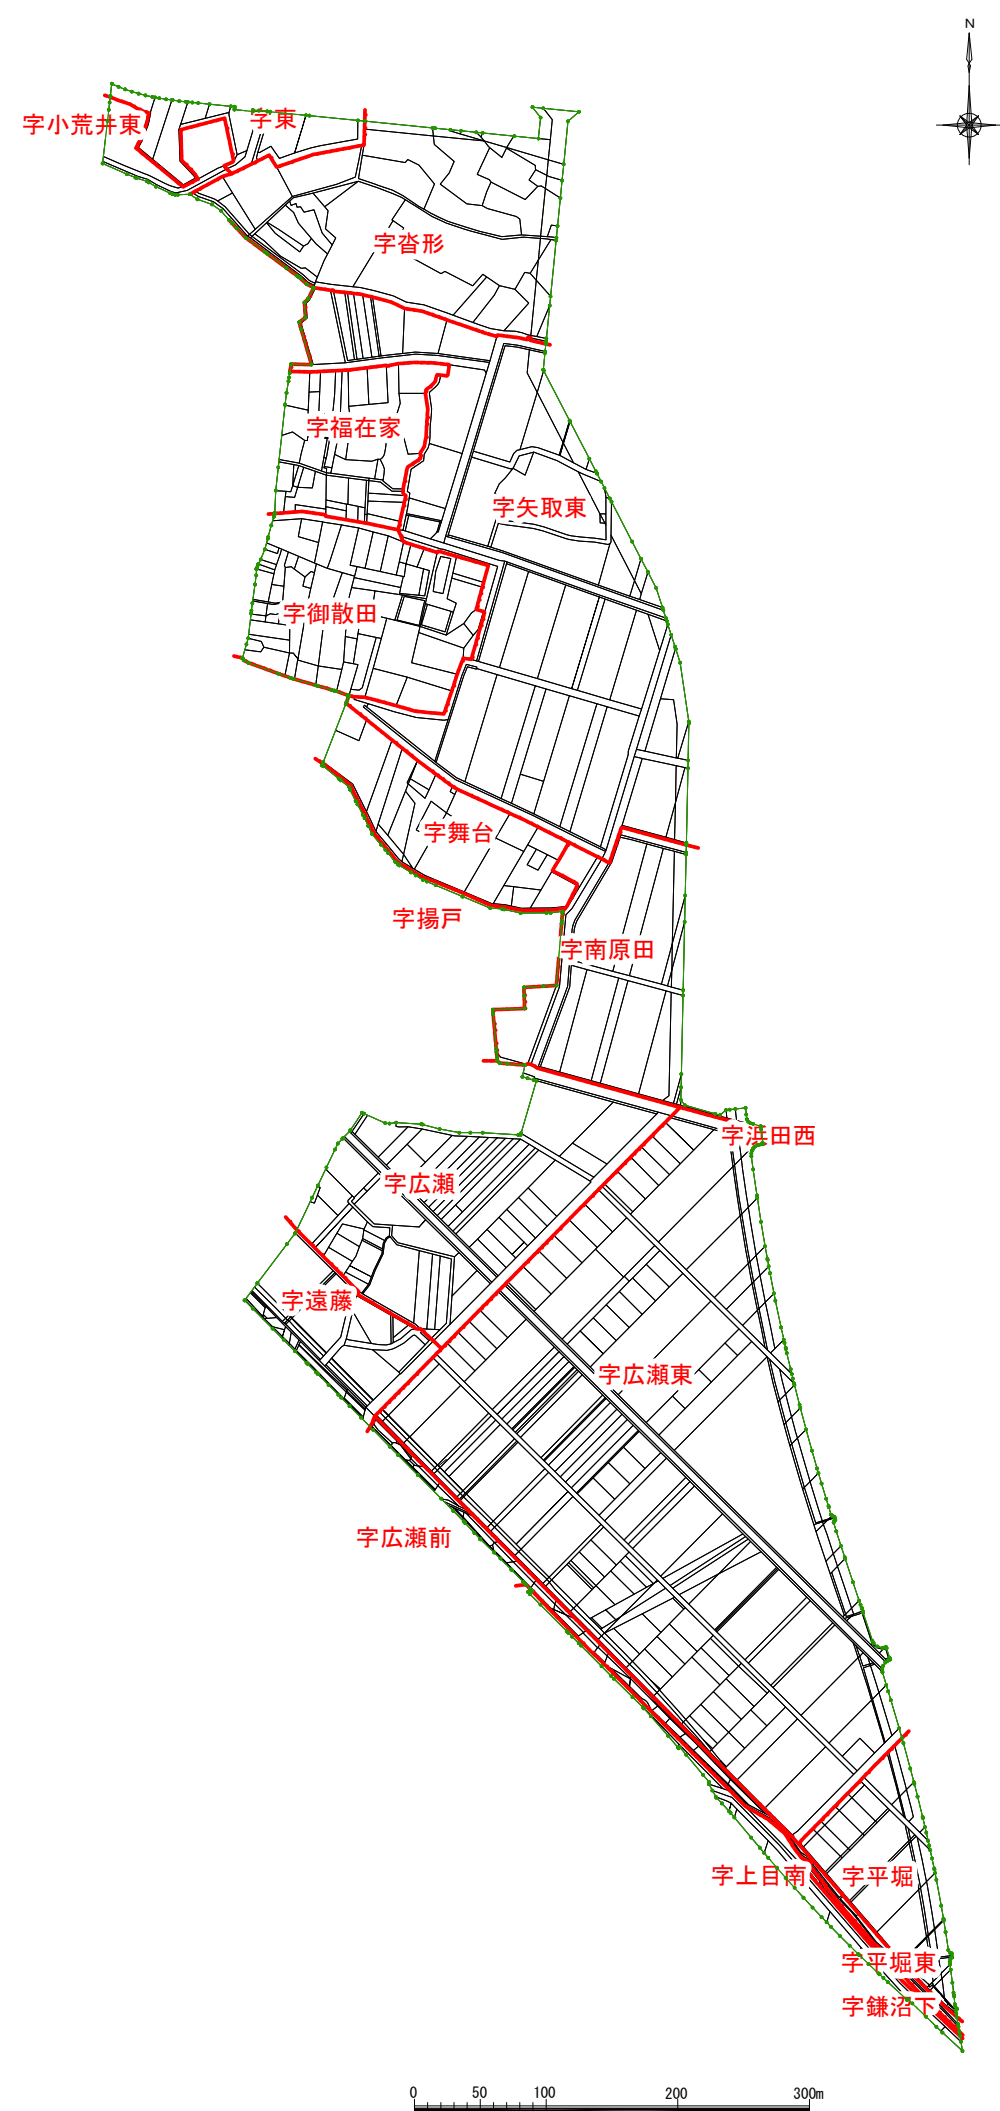 N
字小荒井東
字東
字沓形
字福在家
字矢取東
字御散田
字舞台
字揚戸
字南原田
字浜田西
字広瀬
字遠藤
字広瀬東
字広瀬前
字上目南
字平堀
字平堀東
字鎌沼下
0 50 100 200 300m